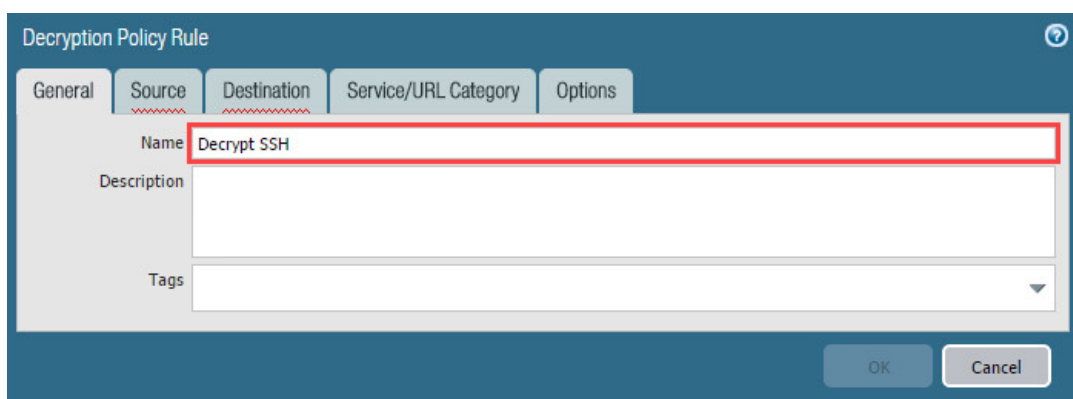 Decryption Policy Rule
General Source Destination Service/URL Category Options
Name Decrypt SSH
Description
Tags
OK Cancel